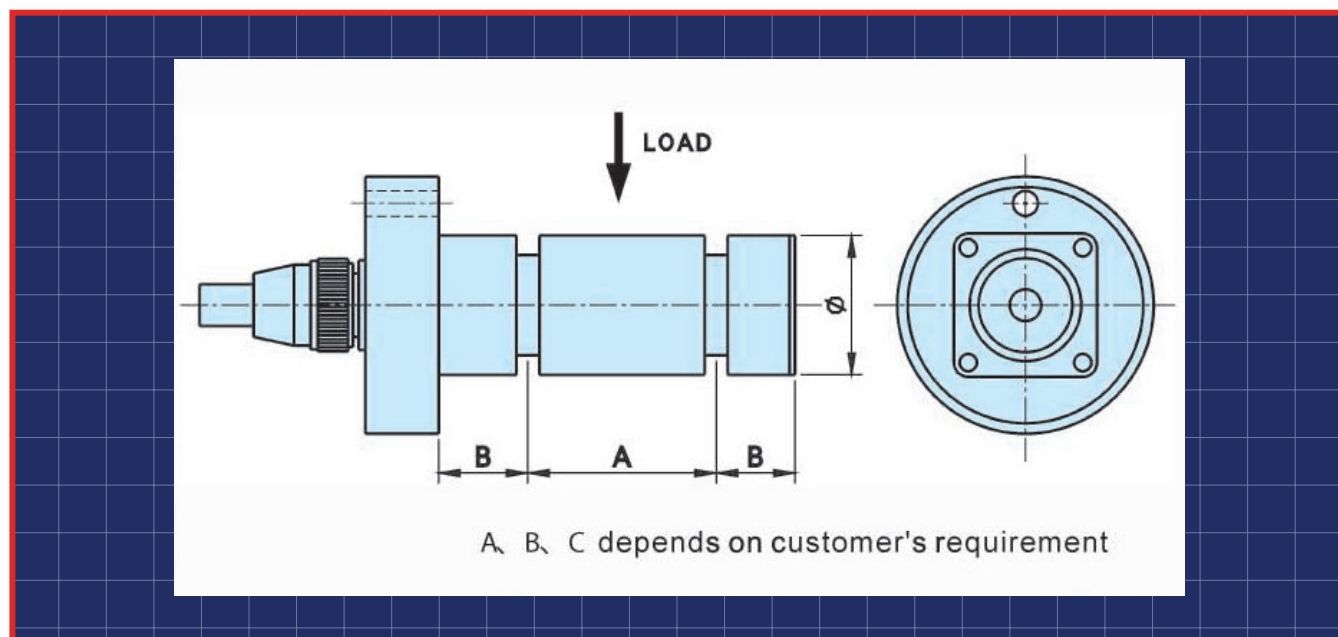 LOAD
Ø
B A B
A、B、C depends on customer's requirement